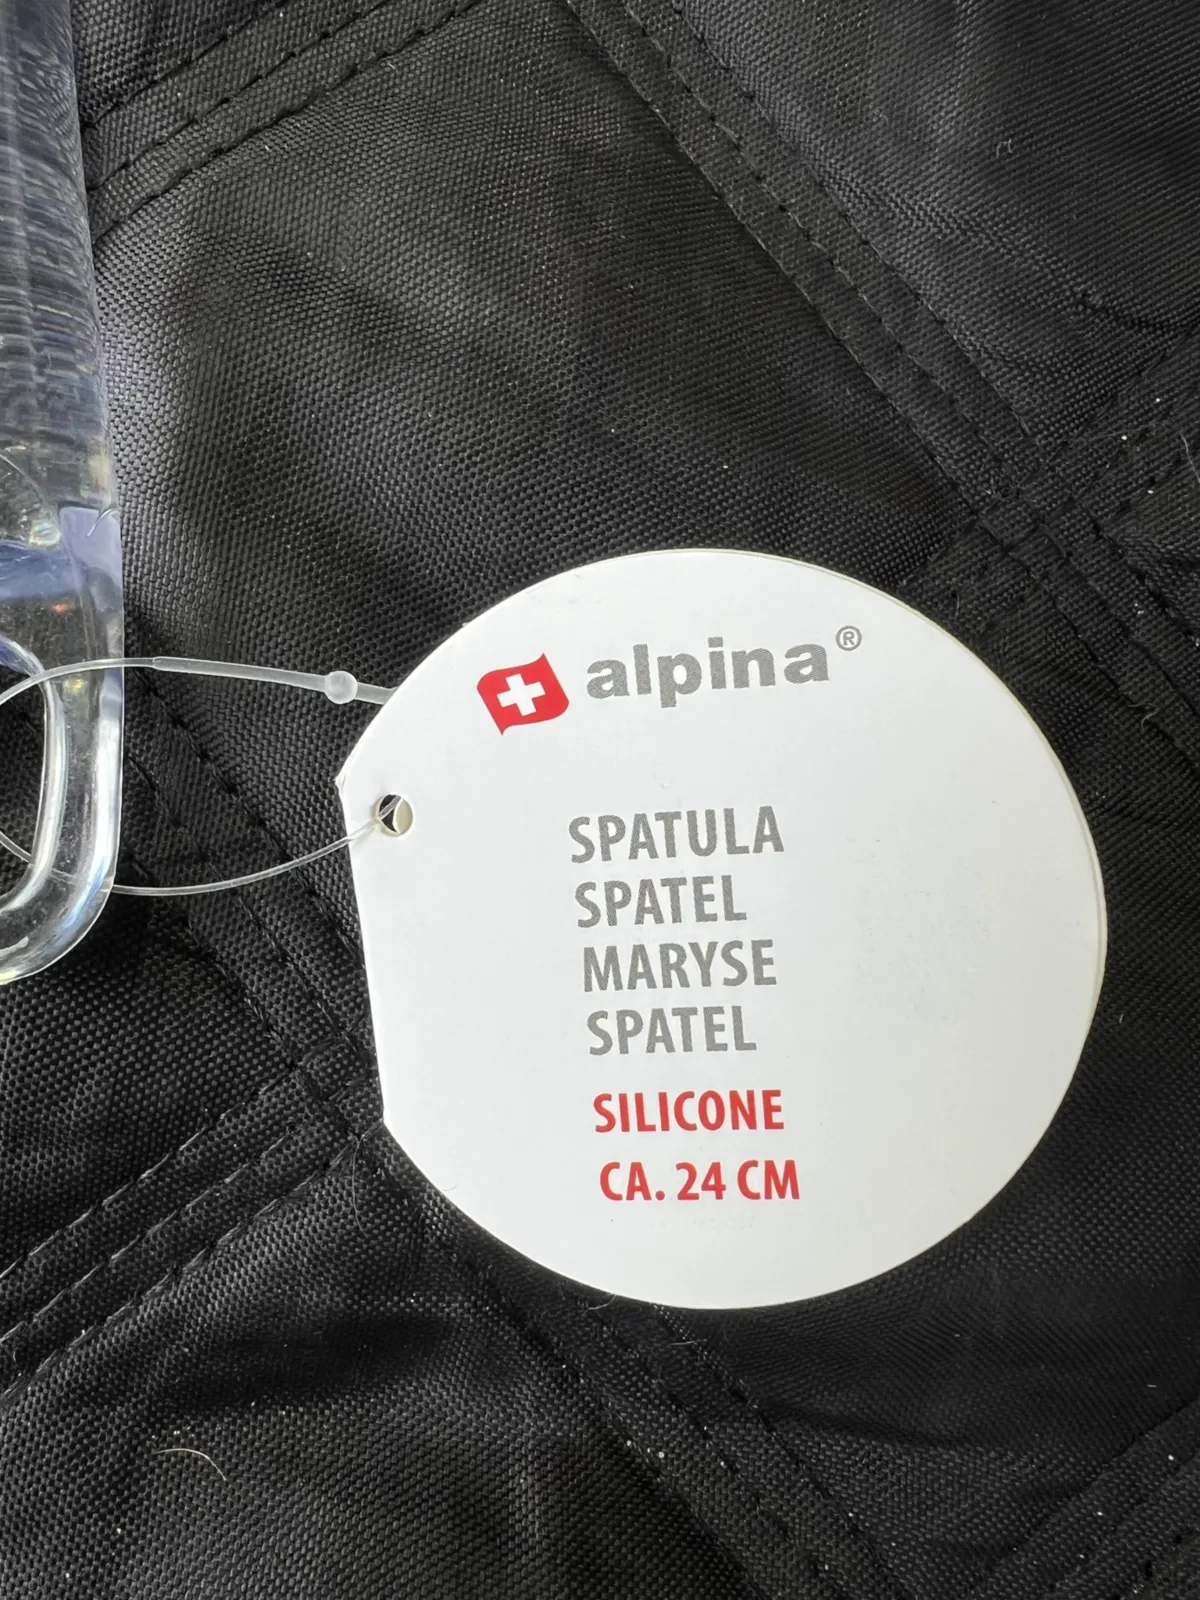 alpina®
SPATULA
SPATEL
MARYSE
SPATEL
SILICONE
CA. 24 CM